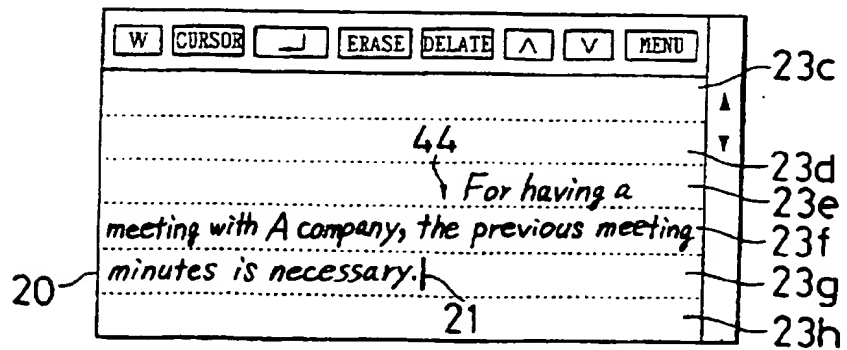 W CURSOR ERASE DELATE ∧ ∨ MENU
23c
44
23d
For having a
23e
meeting with A company, the previous meeting
23f
20
minutes is necessary.
23g
21
23h